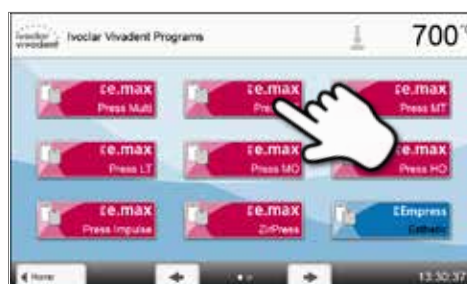 ivoclar vivadent Ivoclar Vivadent Programs 700°
e.max e.max e.max
Press Multi Press MT
e.max e.max e.max
Press LT Press MO Press HO
e.max e.max Empress
Press Impulse ZirPress Esthetic
Home 13:30:37